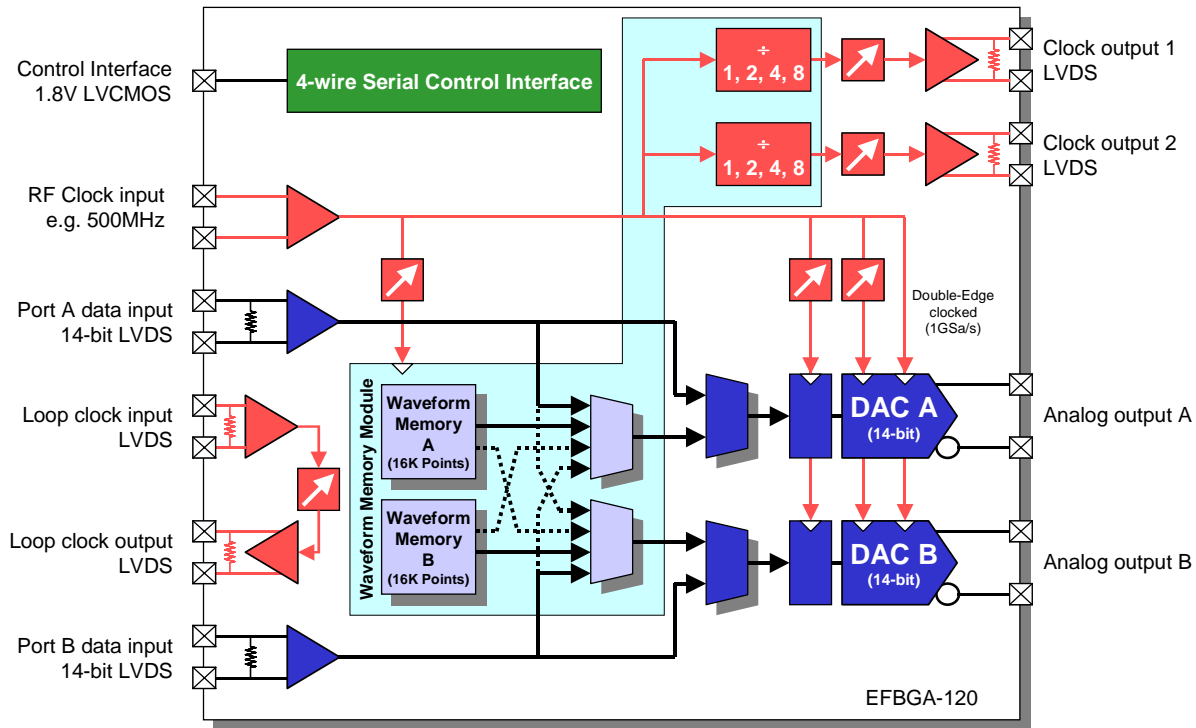 Control Interface
1.8V LVCMOS
4-wire Serial Control Interface
÷
1, 2, 4, 8
Clock output 1
LVDS
÷
1, 2, 4, 8
Clock output 2
LVDS
RF Clock input
e.g. 500MHz
Port A data input
14-bit LVDS
Double-Edge
clocked
(1GSa/s)
Loop clock input
LVDS
Waveform Memory Module
Waveform
Memory
A
(16K Points)
DAC A
(14-bit)
Analog output A
Loop clock output
LVDS
Waveform
Memory
B
(16K Points)
DAC B
(14-bit)
Analog output B
Port B data input
14-bit LVDS
EFBGA-120